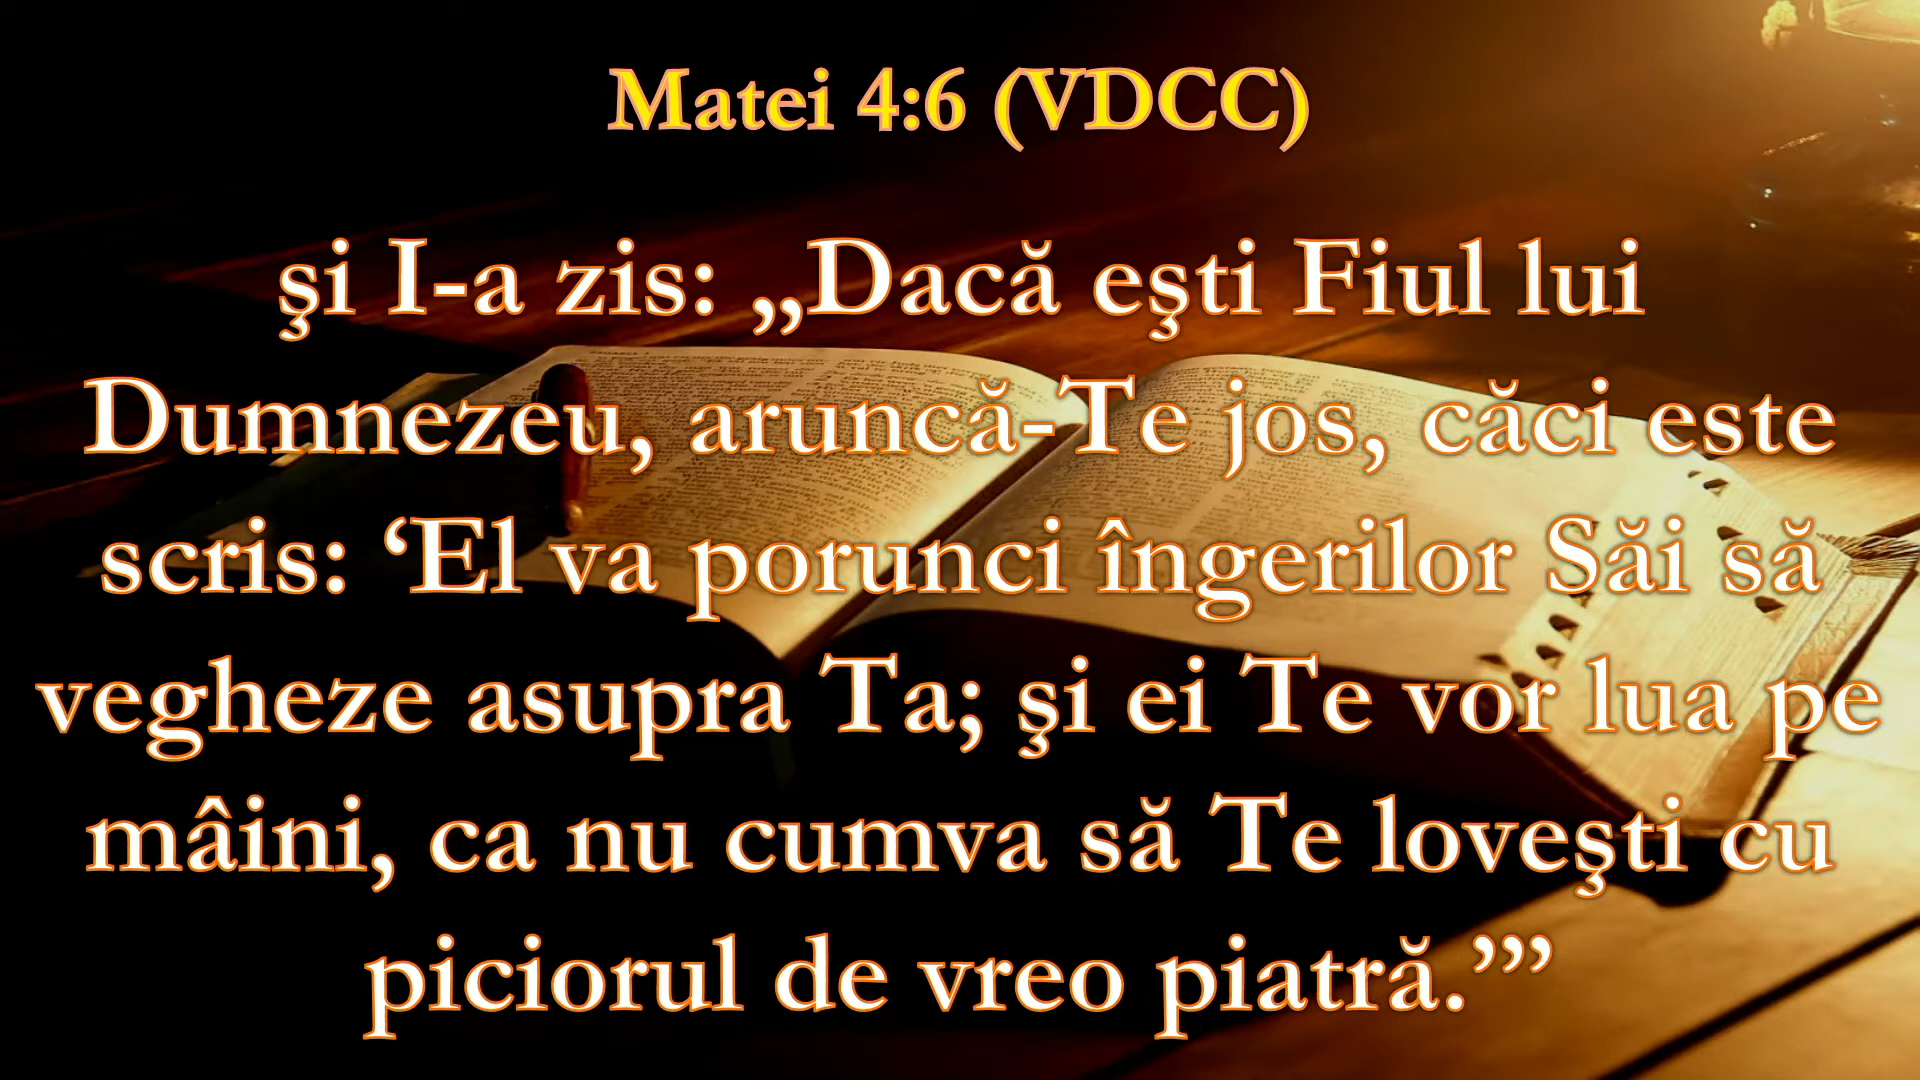 Matei 4:6 (VDCC)
şi I-a zis: „Dacă eşti Fiul lui
Dumnezeu, aruncă-Te jos, căci este
scris: ‘El va porunci îngerilor Săi să
vegheze asupra Ta; şi ei Te vor lua pe
mâini, ca nu cumva să Te loveşti cu
piciorul de vreo piatră.’”